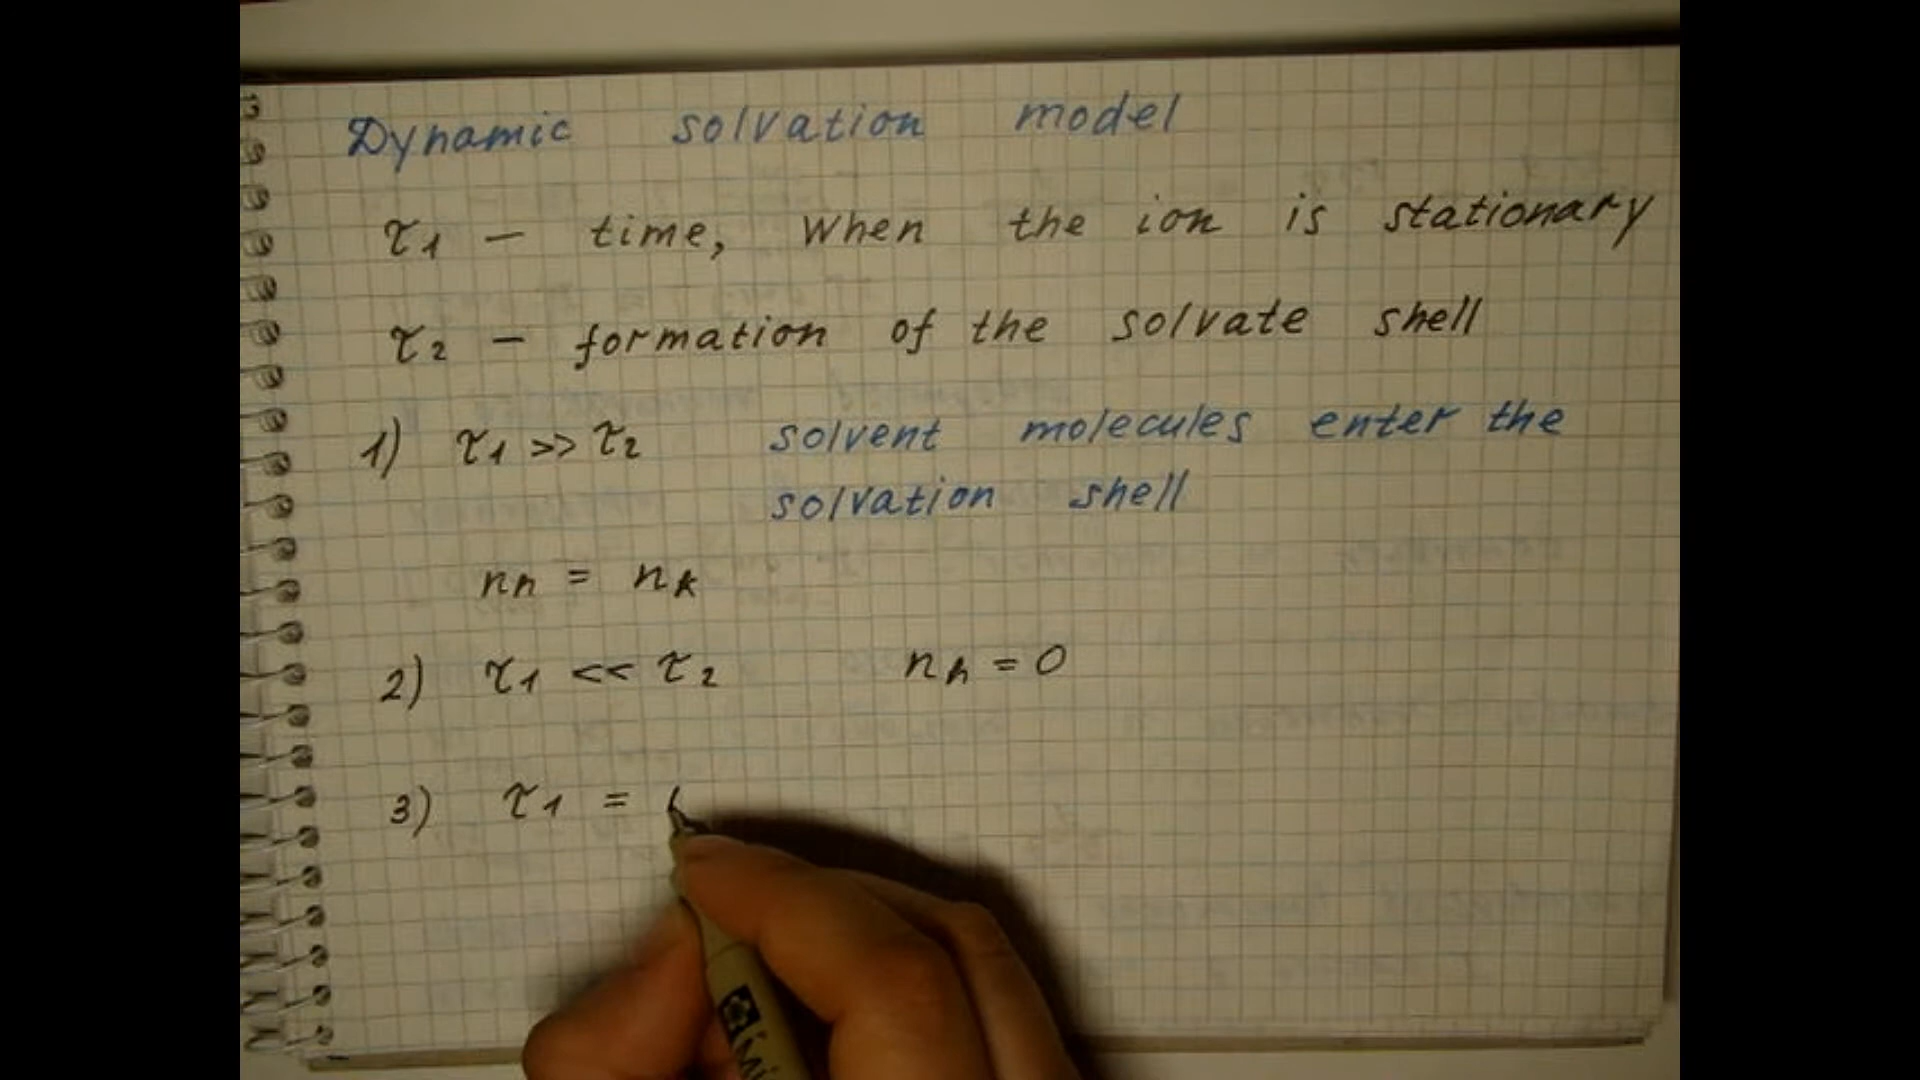 Dynamic solvation model
τ1 – time, when the ion is stationary
τ2 – formation of the solvate shell
1) τ1 >> τ2 solvent molecules enter the
solvation shell
nh = nk
2) τ1 << τ2 nh = 0
3) τ1 =